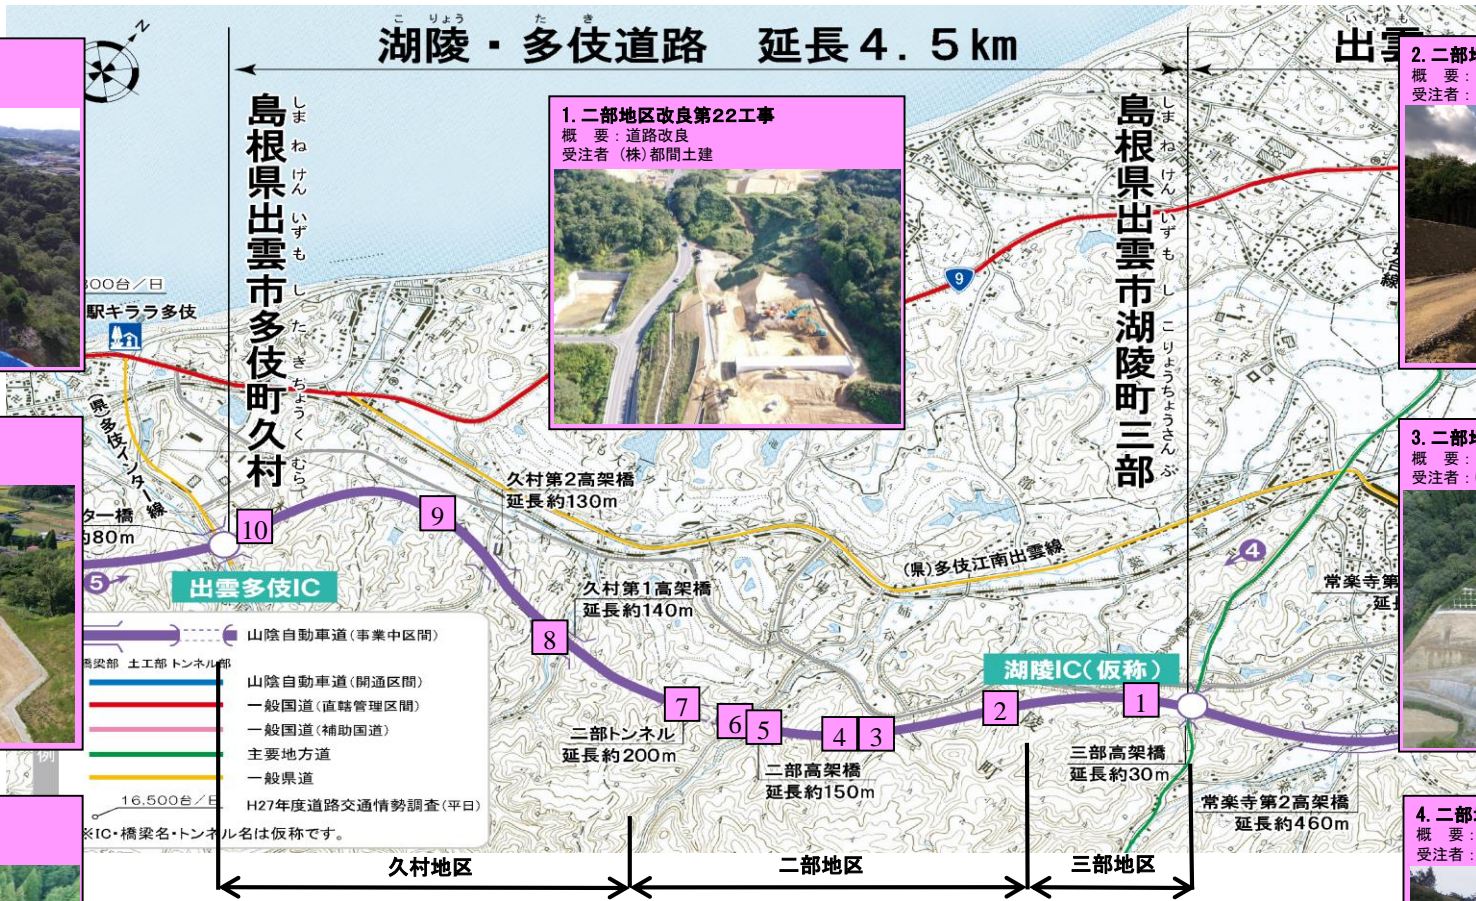 湖陵・多伎道路 延長4.5km
こりょう たき
出雲
いずも
N
島根県出雲市多伎町久村
しまねけんいずもしたきちょうくむら
1. 二部地区改良第22工事
概 要：道路改良
受注者 (株)都間土建
島根県出雲市湖陵町三部
しまねけんいずもしこりょうちょうさんぶ
2. 二部地
概 要：
受注者：
3. 二部地
概 要：
受注者：
4. 二部
概 要：
受注者：
00台／日
駅キララ多伎
(県)多伎インター線
9
ター橋
80m
5
出雲多伎IC
久村第2高架橋
延長約130m
久村第1高架橋
延長約140m
(県)多伎江南出雲線
4
常楽寺第
湖陵IC(仮称)
10
9
8
7
6
5
4
3
2
1
二部トンネル
延長約200m
二部高架橋
延長約150m
三部高架橋
延長約30m
常楽寺第2高架橋
延長約460m
例
山陰自動車道(事業中区間)
橋梁部 土工部 トンネル部
山陰自動車道(開通区間)
一般国道(直轄管理区間)
一般国道(補助国道)
主要地方道
一般県道
16,500台／日
H27年度道路交通情勢調査(平日)
※IC・橋梁名・トンネル名は仮称です。
久村地区
二部地区
三部地区